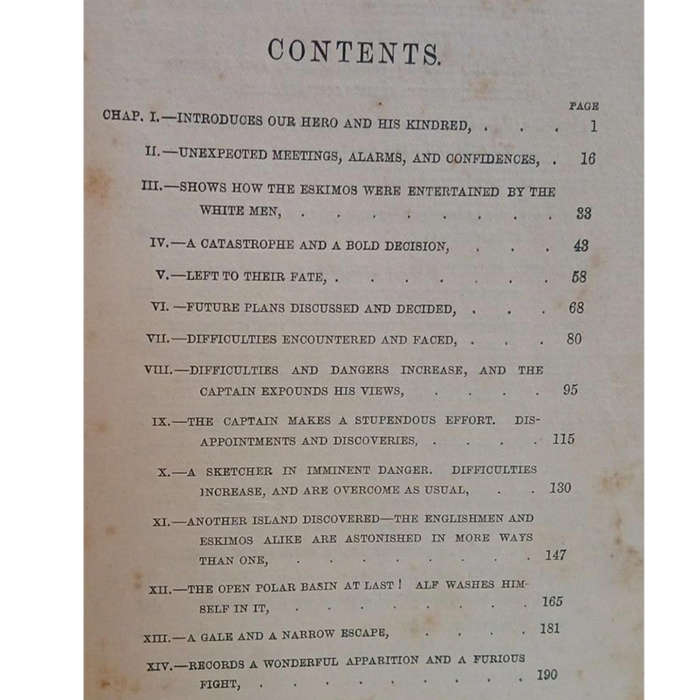 CONTENTS.
PAGE
CHAP. I.—INTRODUCES OUR HERO AND HIS KINDRED, . . . 1
II.—UNEXPECTED MEETINGS, ALARMS, AND CONFIDENCES, . 16
III.—SHOWS HOW THE ESKIMOS WERE ENTERTAINED BY THE
WHITE MEN, . . . . . . . . 33
IV.—A CATASTROPHE AND A BOLD DECISION, . . . 43
V.—LEFT TO THEIR FATE, . . . . . . . 58
VI.—FUTURE PLANS DISCUSSED AND DECIDED, . . . 68
VII.—DIFFICULTIES ENCOUNTERED AND FACED, . . . 80
VIII.—DIFFICULTIES AND DANGERS INCREASE, AND THE
CAPTAIN EXPOUNDS HIS VIEWS, . . . . 95
IX.—THE CAPTAIN MAKES A STUPENDOUS EFFORT. DIS-
APPOINTMENTS AND DISCOVERIES, . . . . 115
X.—A SKETCHER IN IMMINENT DANGER. DIFFICULTIES
INCREASE, AND ARE OVERCOME AS USUAL, . . 130
XI.—ANOTHER ISLAND DISCOVERED—THE ENGLISHMEN AND
ESKIMOS ALIKE ARE ASTONISHED IN MORE WAYS
THAN ONE, . . . . . . . . 147
XII.—THE OPEN POLAR BASIN AT LAST! ALF WASHES HIM-
SELF IN IT, . . . . . . . . 165
XIII.—A GALE AND A NARROW ESCAPE, . . . . 181
XIV.—RECORDS A WONDERFUL APPARITION AND A FURIOUS
FIGHT, . . . . . . . . . 190